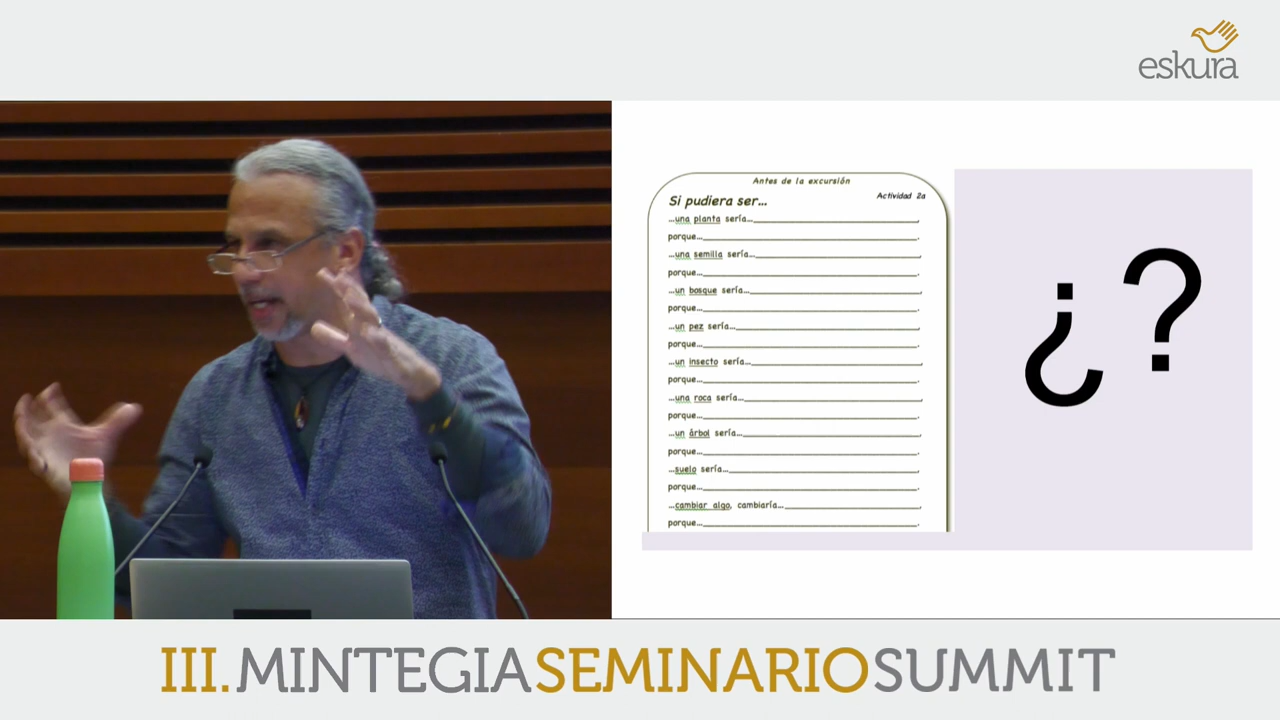 eskura
Antes de la excursión
Si pudiera ser...
Actividad 2a
...una planta sería...
porque...
...una semilla sería...
porque...
...un bosque sería...
porque...
...un pez sería...
porque...
...un insecto sería...
porque...
...una roca sería...
porque...
...un árbol sería...
porque...
...suelo sería...
porque...
...cambiar algo, cambiaría...
porque...
¿?
III. MINTEGIA SEMINARIO SUMMIT